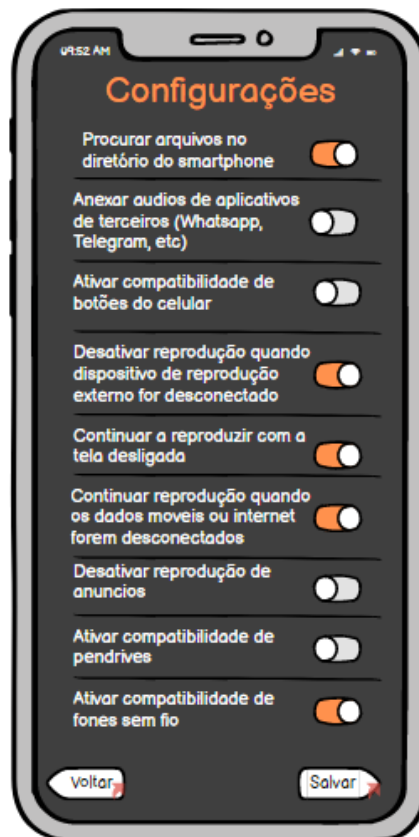 09:52 AM
Configurações
Procurar arquivos no
diretório do smartphone
Anexar audios de aplicativos
de terceiros (Whatsapp,
Telegram, etc)
Ativar compatibilidade de
botões do celular
Desativar reprodução quando
dispositivo de reprodução
externo for desconectado
Continuar a reproduzir com a
tela desligada
Continuar reprodução quando
os dados moveis ou internet
forem desconectados
Desativar reprodução de
anuncios
Ativar compatibilidade de
pendrives
Ativar compatibilidade de
fones sem fio
Voltar
Salvar